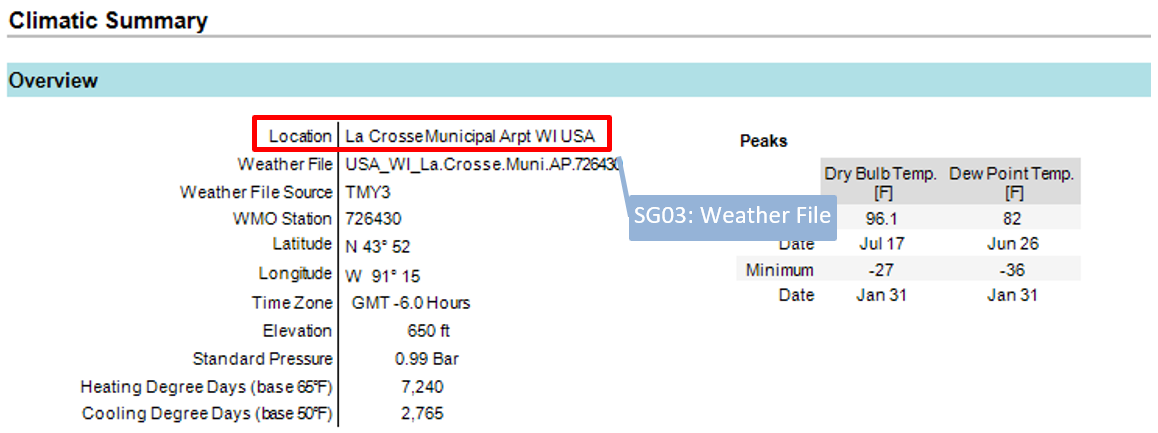 Climatic Summary
Overview
Location La Crosse Municipal Arpt WI USA
Weather File USA_WI_La.Crosse.Muni.AP.726430
Weather File Source TMY3
WMO Station 726430
Latitude N 43° 52
Longitude W 91° 15
Time Zone GMT -6.0 Hours
Elevation 650 ft
Standard Pressure 0.99 Bar
Heating Degree Days (base 65°F) 7,240
Cooling Degree Days (base 50°F) 2,765
SG03: Weather File
Peaks
Dry Bulb Temp. [F] Dew Point Temp. [F]
96.1 82
Date Jul 17 Jun 26
Minimum -27 -36
Date Jan 31 Jan 31